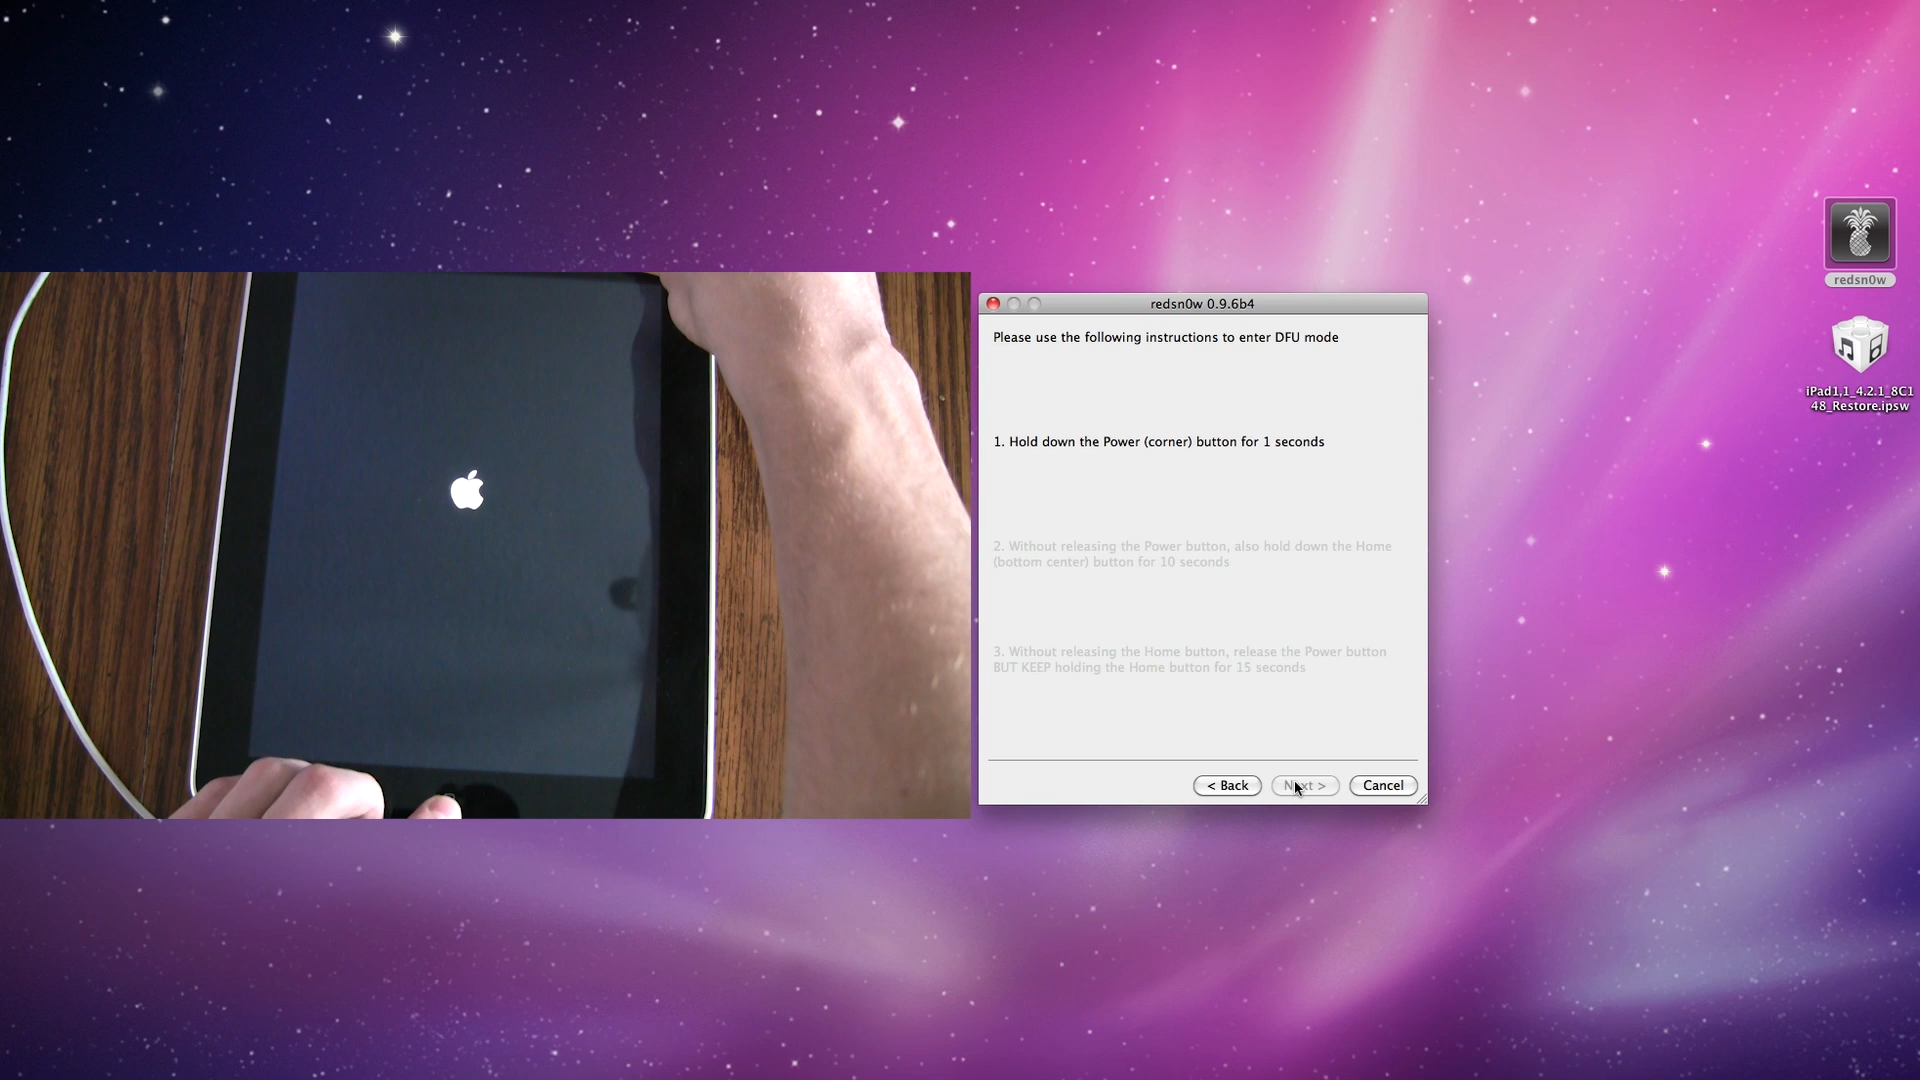 redsn0w 0.9.6b4
Please use the following instructions to enter DFU mode
1. Hold down the Power (corner) button for 1 seconds
2. Without releasing the Power button, also hold down the Home
(bottom center) button for 10 seconds
3. Without releasing the Home button, release the Power button
BUT KEEP holding the Home button for 15 seconds
< Back
Next >
Cancel
redsn0w
iPad1,1_4.2.1_8C1
48_Restore.ipsw